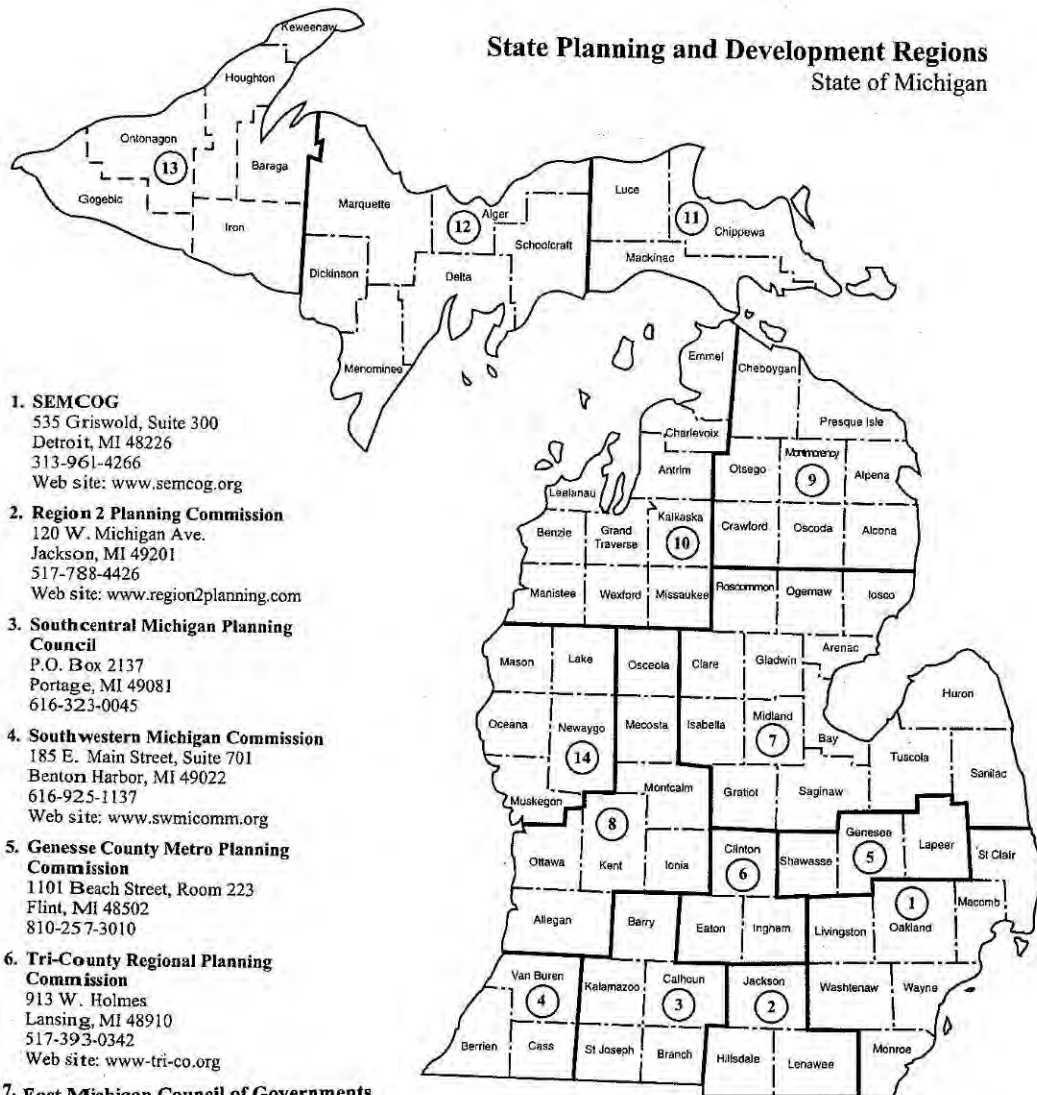 State Planning and Development Regions
State of Michigan
Keweenaw
Houghton
Ontonagon
13
Baraga
Gogebic
Iron
Marquette
12
Alger
Schoolcraft
Dickinson
Delta
Menominee
Luce
11
Chippewa
Mackinac
Emmet
Cheboygan
Presque Isle
Charlevoix
Antrim
Otsego
Montmorency
9
Alpena
Leelanau
Benzie
Grand
Traverse
Kalkaska
10
Crawford
Oscoda
Alcona
Manistee
Wexford
Missaukee
Roscommon
Ogemaw
Iosco
Arenac
Mason
Lake
Osceola
Clare
Gladwin
Huron
Oceana
Newaygo
14
Mecosta
Isabella
Midland
7
Bay
Tuscola
Sanilac
Muskegon
Montcalm
Gratiot
Saginaw
8
Ottawa
Kent
Ionia
Clinton
6
Shawasse
Genesee
5
Lapeer
St Clair
Allegan
Barry
Eaton
Ingham
Livingston
1
Oakland
Macomb
Van Buren
4
Kalamazoo
Calhoun
3
Jackson
2
Washtenaw
Wayne
Berrien
Cass
St Joseph
Branch
Hillsdale
Lenawee
Monroe
1. SEMCOG
535 Griswold, Suite 300
Detroit, MI 48226
313-961-4266
Web site: www.semcog.org
2. Region 2 Planning Commission
120 W. Michigan Ave.
Jackson, MI 49201
517-788-4426
Web site: www.region2planning.com
3. Southcentral Michigan Planning
Council
P.O. Box 2137
Portage, MI 49081
616-323-0045
4. Southwestern Michigan Commission
185 E. Main Street, Suite 701
Benton Harbor, MI 49022
616-925-1137
Web site: www.swmicomm.org
5. Genesse County Metro Planning
Commission
1101 Beach Street, Room 223
Flint, MI 48502
810-257-3010
6. Tri-County Regional Planning
Commission
913 W. Holmes
Lansing, MI 48910
517-393-0342
Web site: www-tri-co.org
7. East Michigan Council of Governments